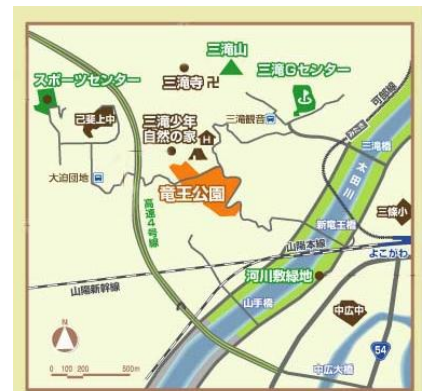 三滝山
スポーツセンター
三滝寺
卍
三滝Gセンター
可部線
己斐上中
三滝少年
自然の家
三滝観音
みたき
三滝橋
大迫団地
竜王公園
太田川
三條小
高速4号線
新竜王橋
山陽本線
よこがわ
山陽新幹線
河川敷緑地
山手橋
中広中
N
54
0 100 200 500m
中広大橋